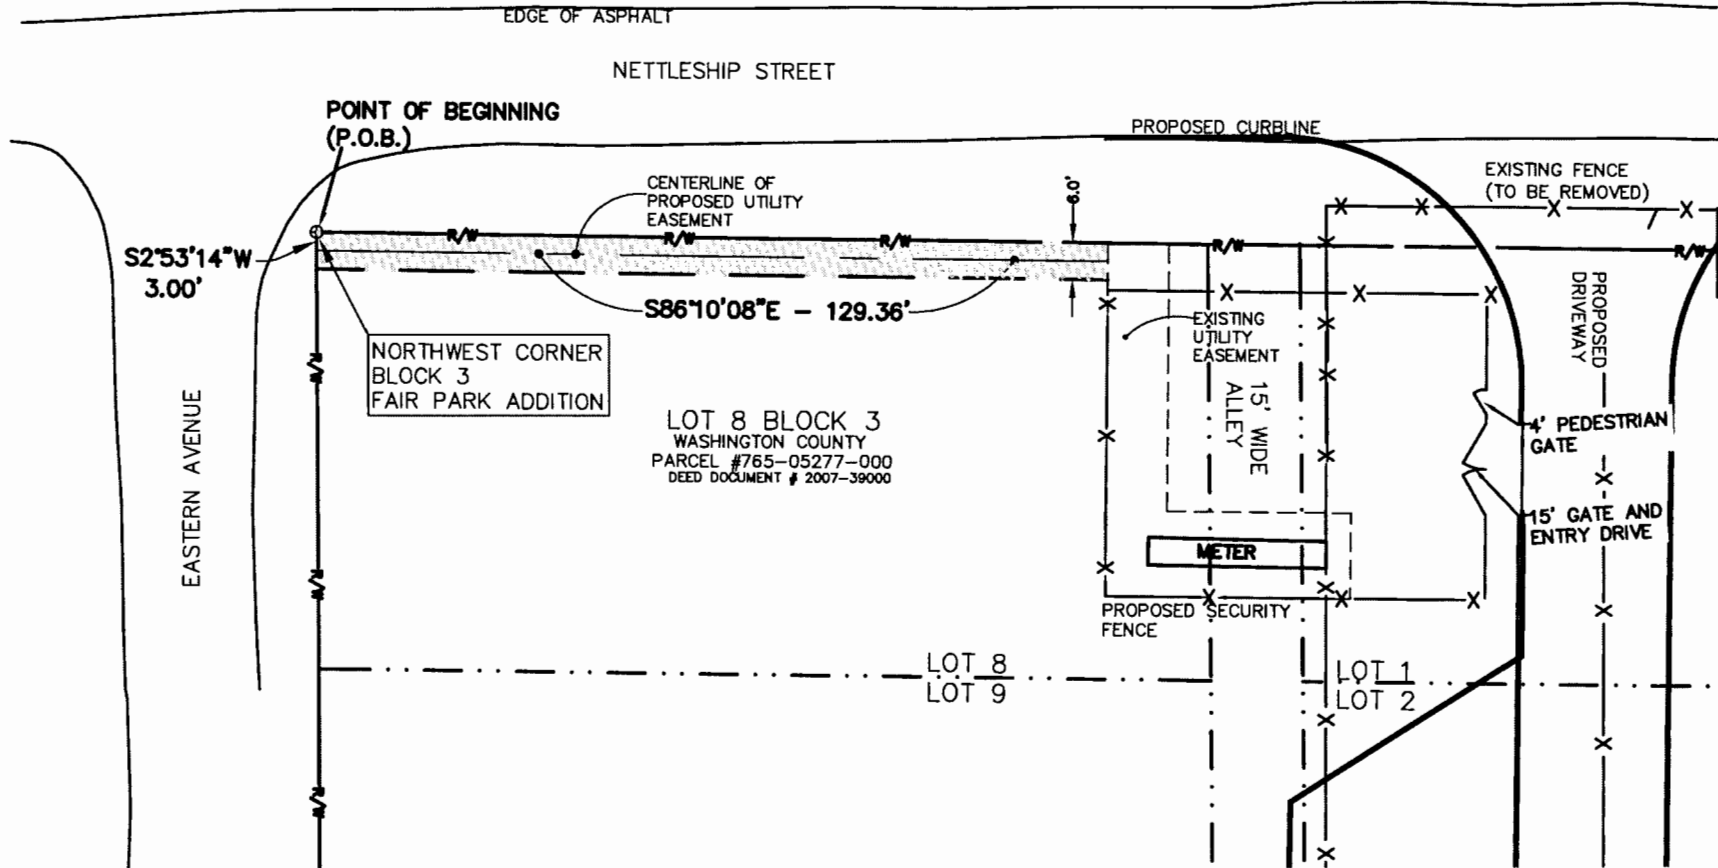 EDGE OF ASPHALT
NETTLESHIP STREET
POINT OF BEGINNING
(P.O.B.)
PROPOSED CURBLINE
EXISTING FENCE
(TO BE REMOVED)
CENTERLINE OF
PROPOSED UTILITY
EASEMENT
6.0'
R/W
R/W
R/W
R/W
R/W
S2°53'14"W
3.00'
S86°10'08"E - 129.36'
NORTHWEST CORNER
BLOCK 3
FAIR PARK ADDITION
EXISTING
UTILITY
EASEMENT
PROPOSED
DRIVEWAY
R/W
EASTERN AVENUE
LOT 8 BLOCK 3
WASHINGTON COUNTY
PARCEL #765-05277-000
DEED DOCUMENT # 2007-39000
15' WIDE
ALLEY
4' PEDESTRIAN
GATE
15' GATE AND
ENTRY DRIVE
METER
R/W
PROPOSED SECURITY
FENCE
LOT 8
LOT 9
LOT 1
LOT 2
R/W